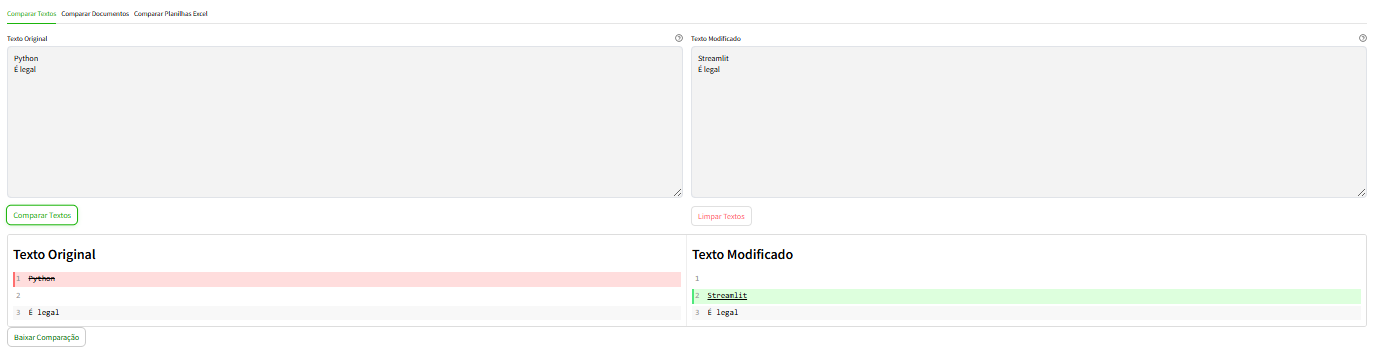 Comparar Textos Comparar Documentos Comparar Planilhas Excel
Texto Original
Python
É legal
Texto Modificado
Streamlit
É legal
Comparar Textos
Limpar Textos
Texto Original
1 Python
2
3 É legal
Texto Modificado
1
2 Streamlit
3 É legal
Baixar Comparação